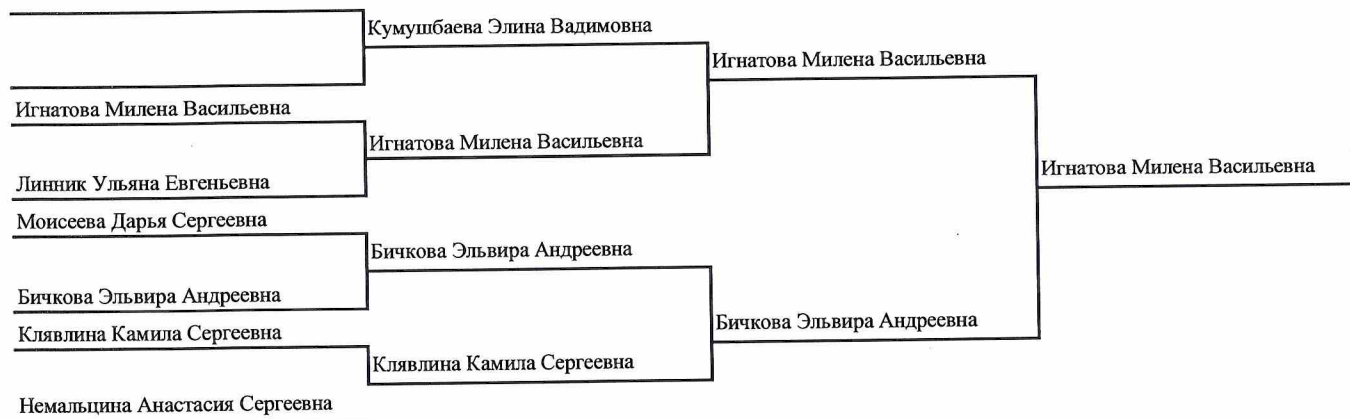 Кумушбаева Элина Вадимовна
Игнатова Милена Васильевна
Игнатова Милена Васильевна
Игнатова Милена Васильевна
Игнатова Милена Васильевна
Линник Ульяна Евгеньевна
Моисеева Дарья Сергеевна
Бичкова Эльвира Андреевна
Бичкова Эльвира Андреевна
Бичкова Эльвира Андреевна
Клявлина Камила Сергеевна
Клявлина Камила Сергеевна
Немальцина Анастасия Сергеевна